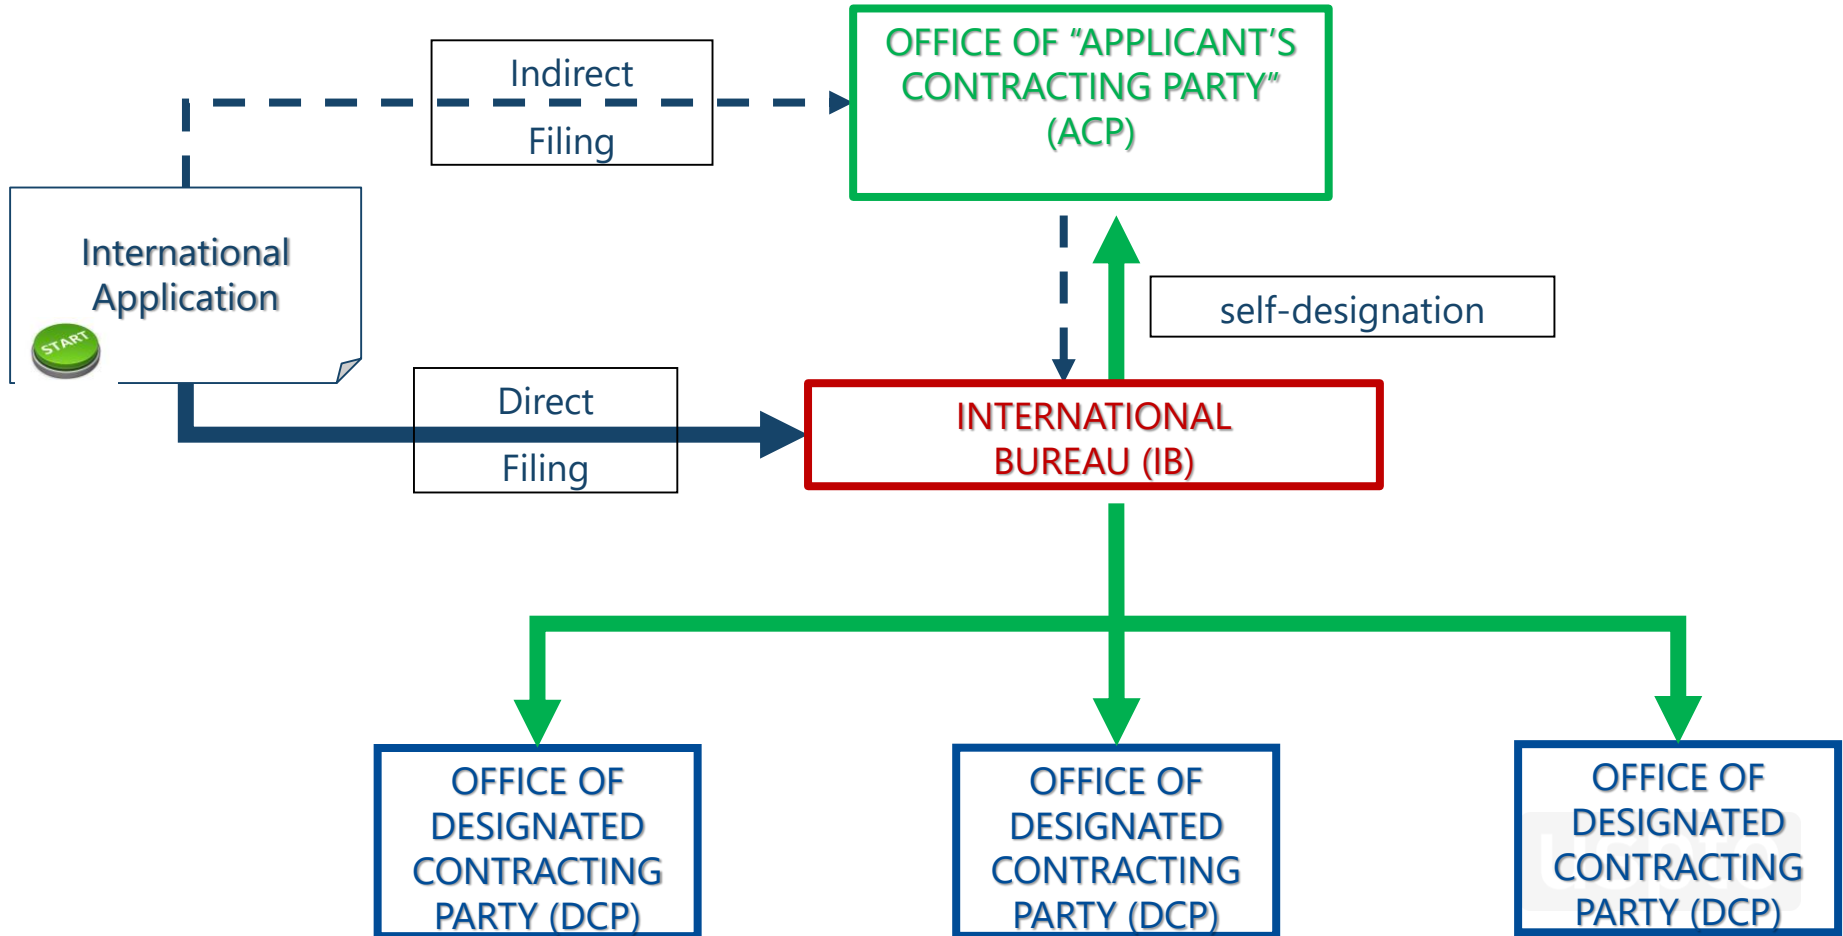 Indirect
Filing
OFFICE OF “APPLICANT’S
CONTRACTING PARTY”
(ACP)
International
Application
START
self-designation
Direct
Filing
INTERNATIONAL
BUREAU (IB)
OFFICE OF
DESIGNATED
CONTRACTING
PARTY (DCP)
OFFICE OF
DESIGNATED
CONTRACTING
PARTY (DCP)
OFFICE OF
DESIGNATED
CONTRACTING
PARTY (DCP)
uspto